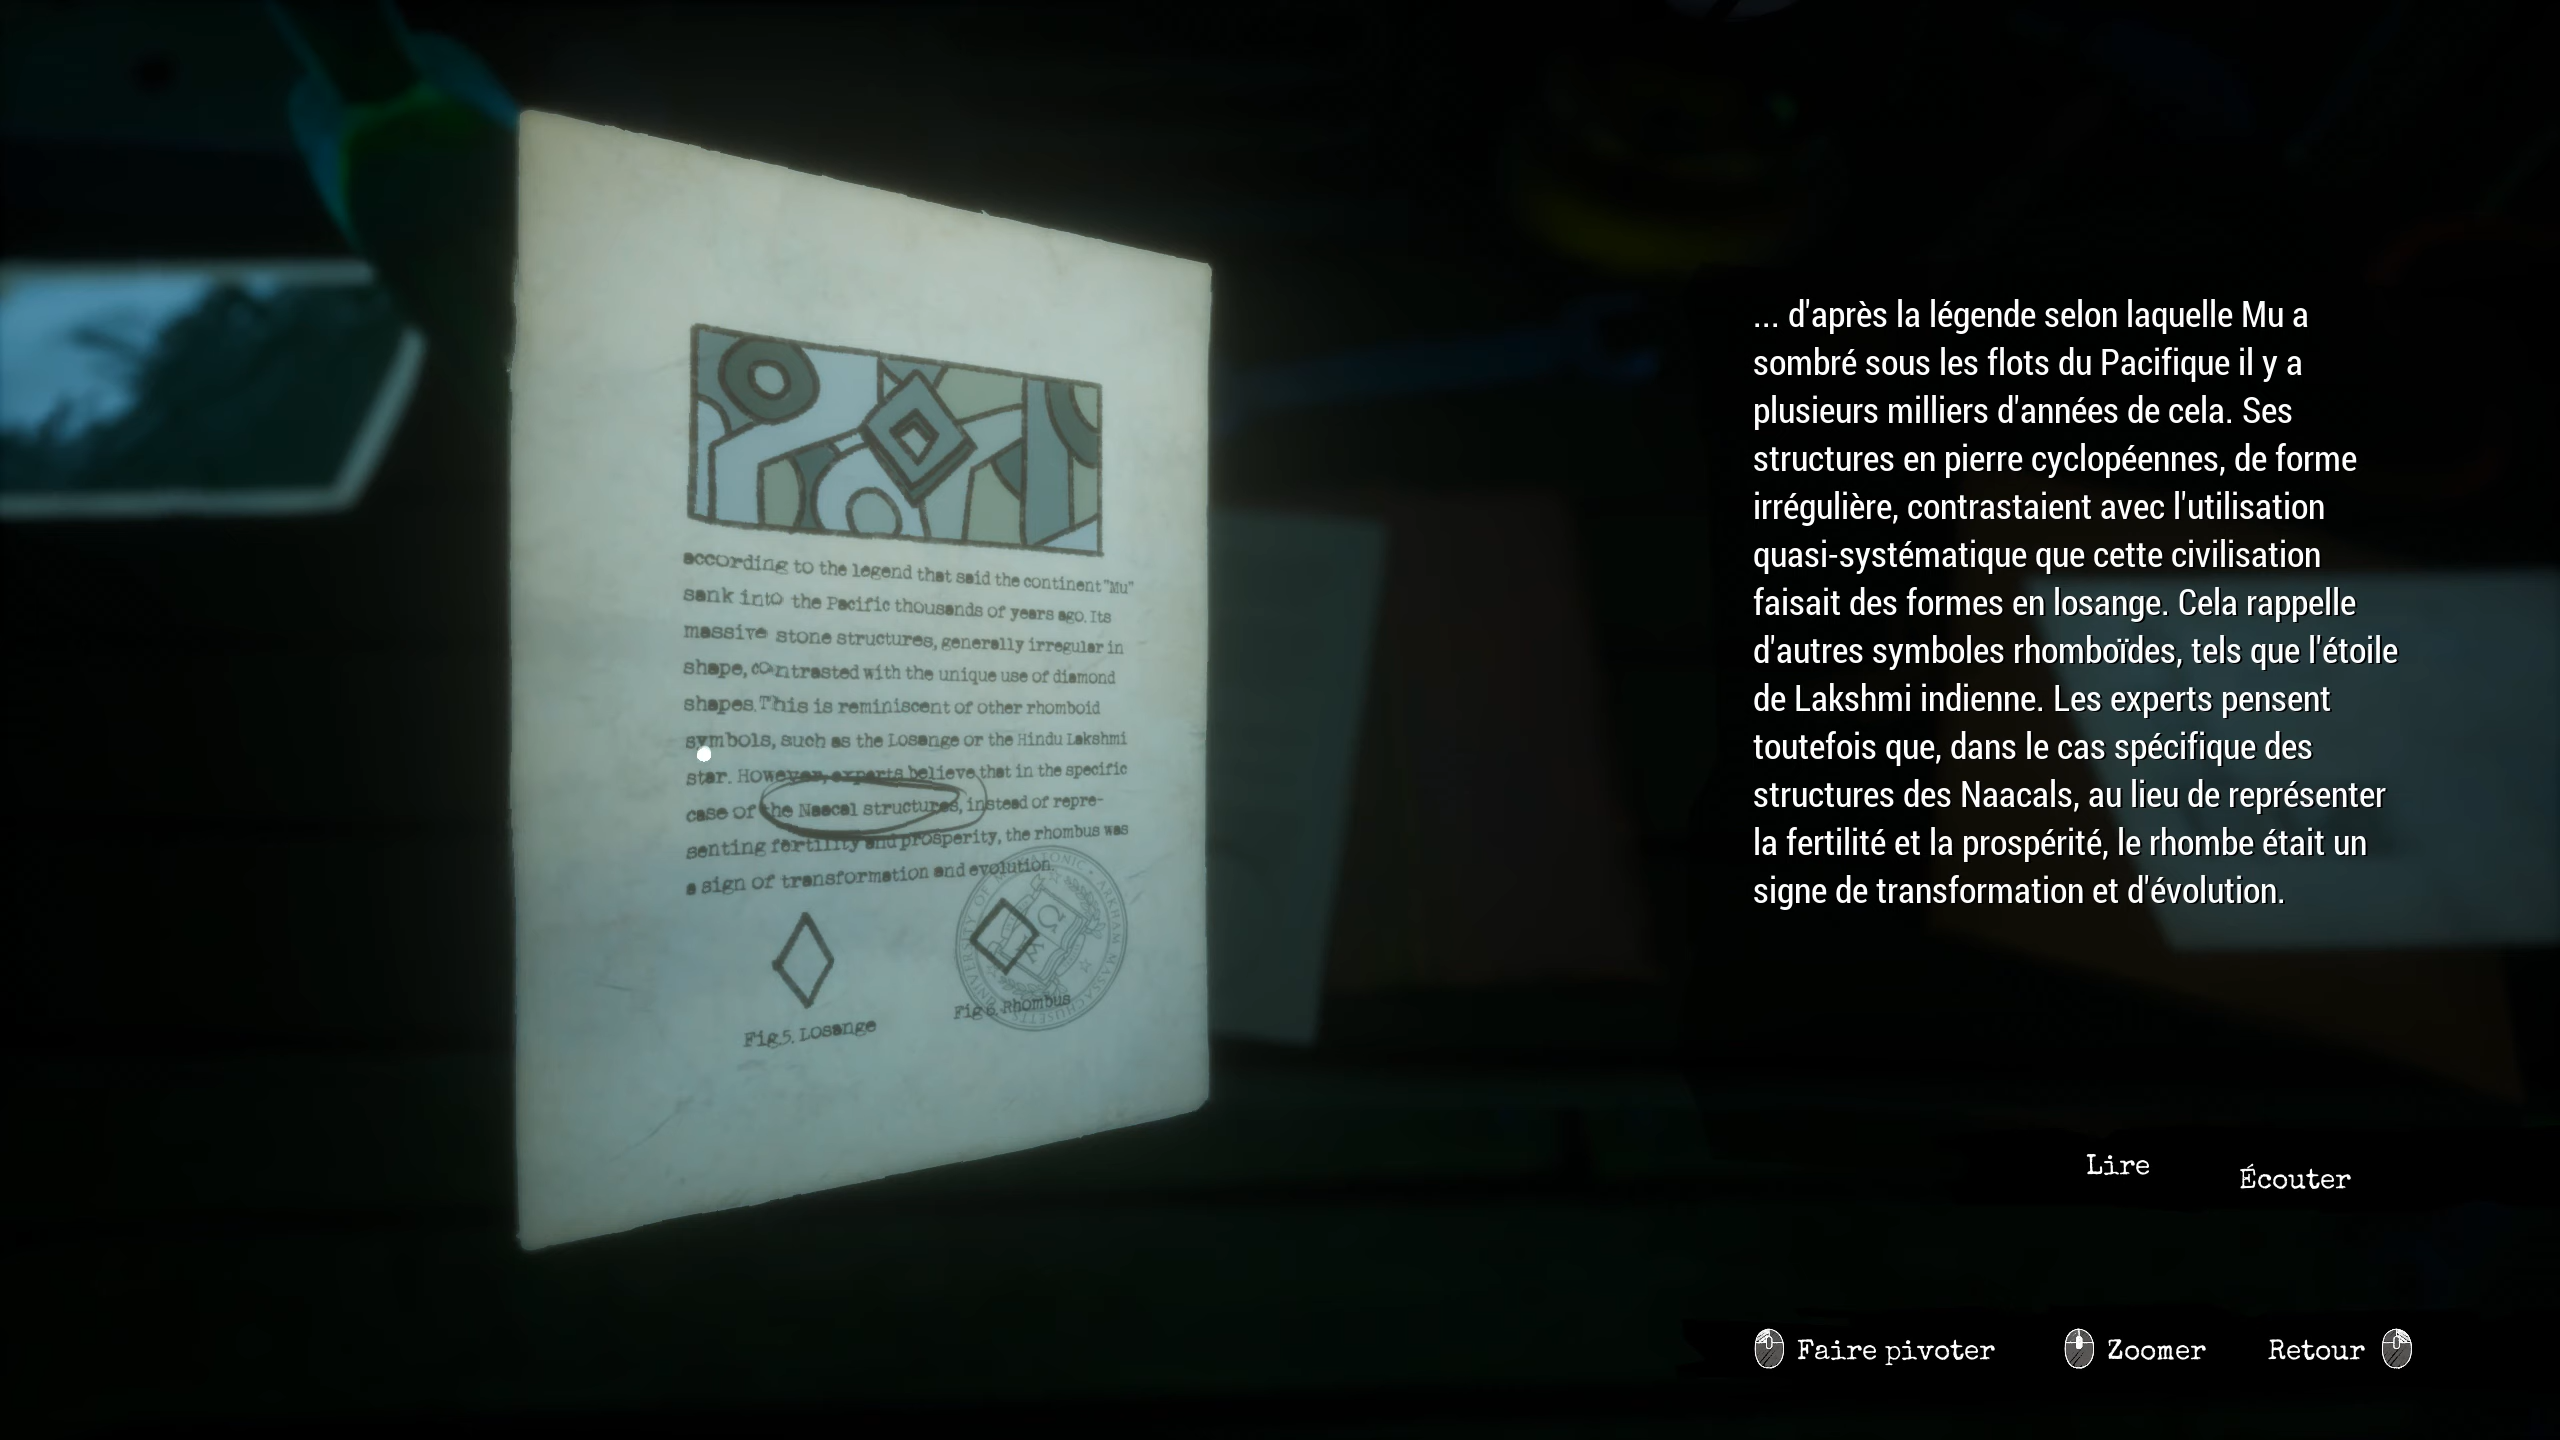 according to the legend that said the continent "Mu"
sank into the Pacific thousands of years ago. Its
massive stone structures, generally irregular in
shape, contrasted with the unique use of diamond
shapes. This is reminiscent of other rhomboid
symbols, such as the Losange or the Hindu Lakshmi
star. However, experts believe that in the specific
case of the Naacal structures, instead of repre-
senting fertility and prosperity, the rhombus was
a sign of transformation and evolution.
Fig 5. Losange
Fig 6. Rhombus
ARKHAM MASSACHUSETTS
UNIVERSITY OF
... d'après la légende selon laquelle Mu a
sombré sous les flots du Pacifique il y a
plusieurs milliers d'années de cela. Ses
structures en pierre cyclopéennes, de forme
irrégulière, contrastaient avec l'utilisation
quasi-systématique que cette civilisation
faisait des formes en losange. Cela rappelle
d'autres symboles rhomboïdes, tels que l'étoile
de Lakshmi indienne. Les experts pensent
toutefois que, dans le cas spécifique des
structures des Naacals, au lieu de représenter
la fertilité et la prospérité, le rhombe était un
signe de transformation et d'évolution.
Lire
Écouter
Faire pivoter
Zoomer
Retour